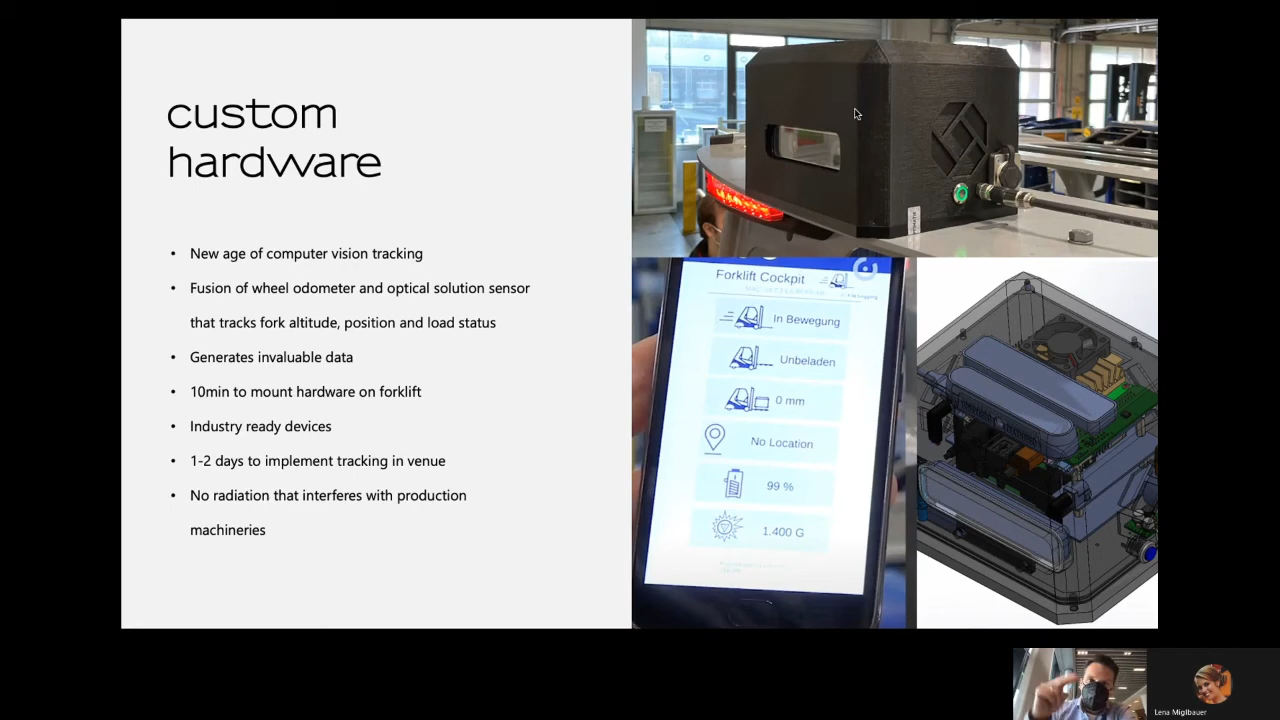 custom
hardware
• New age of computer vision tracking
• Fusion of wheel odometer and optical solution sensor
that tracks fork altitude, position and load status
• Generates invaluable data
• 10min to mount hardware on forklift
• Industry ready devices
• 1-2 days to implement tracking in venue
• No radiation that interferes with production
machineries
Forklift Cockpit
In Bewegung
Unbeladen
0 mm
No Location
99 %
1.400 G
Lena Miglbauer